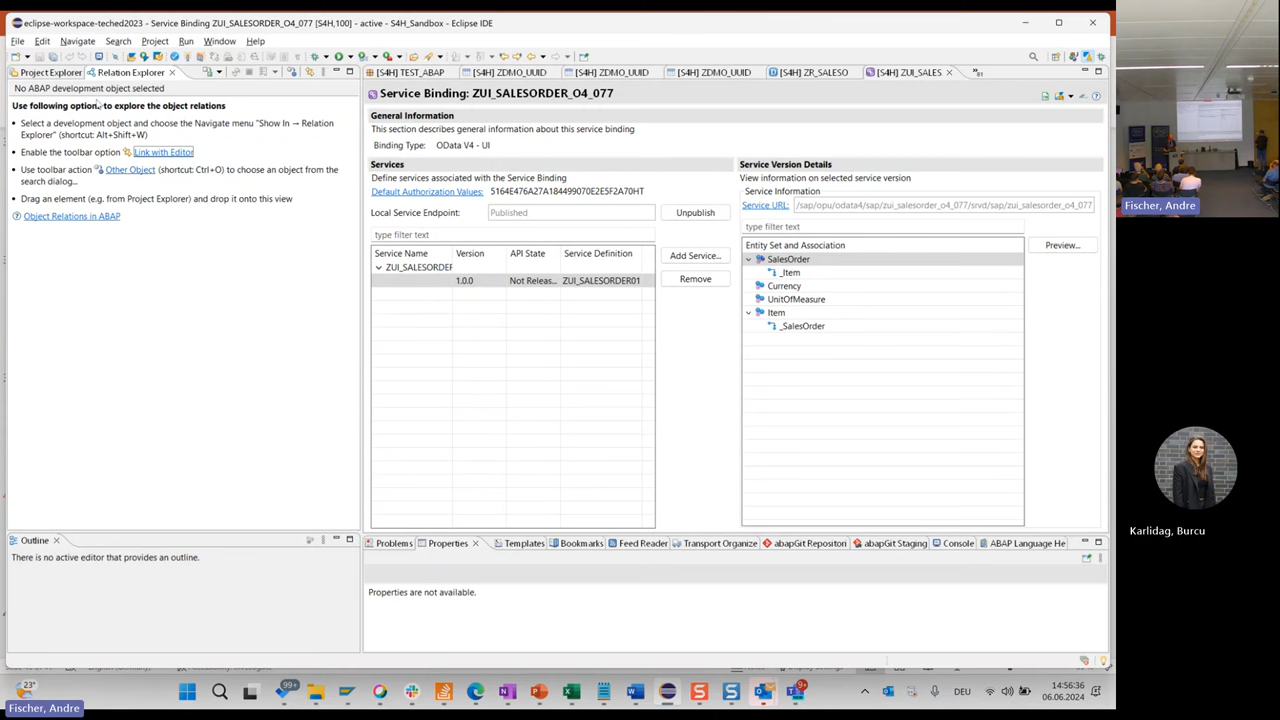 eclipse-workspace-teched2023 - Service Binding ZUI_SALESORDER_O4_077 [S4H,100] - active - S4H_Sandbox - Eclipse IDE
File Edit Navigate Search Project Run Window Help
Project Explorer Relation Explorer
No ABAP development object selected
Use following options to explore the object relations
• Select a development object and choose the Navigate menu "Show In → Relation
Explorer" (shortcut: Alt+Shift+W)
• Enable the toolbar option Link with Editor
• Use toolbar action Other Object (shortcut: Ctrl+O) to choose an object from the
search dialog...
• Drag an element (e.g. from Project Explorer) and drop it onto this view
Object Relations in ABAP
Outline
There is no active editor that provides an outline.
[S4H] TEST_ABAP [S4H] ZDMO_UUID [S4H] ZDMO_UUID [S4H] ZDMO_UUID [S4H] ZR_SALESO [S4H] ZUI_SALES
Service Binding: ZUI_SALESORDER_O4_077
General Information
This section describes general information about this service binding
Binding Type: OData V4 - UI
Services
Define services associated with the Service Binding
Default Authorization Values: 5164E476A27A184499070E2E5F2A70HT
Local Service Endpoint: Published Unpublish
type filter text
Service Name Version API State Service Definition
ZUI_SALESORDER
1.0.0 Not Releas... ZUI_SALESORDER01
Add Service...
Remove
Service Version Details
View information on selected service version
Service Information
Service URL: /sap/opu/odata4/sap/zui_salesorder_o4_077/srvd/sap/zui_salesorder_o4_077
type filter text
Entity Set and Association
SalesOrder
_Item
Currency
UnitOfMeasure
Item
_SalesOrder
Preview...
Problems Properties Templates Bookmarks Feed Reader Transport Organize abapGit Repositori abapGit Staging Console ABAP Language He
Properties are not available.
23°
99+
9+
DEU
14:56:36
06.06.2024
Fischer, Andre
Fischer, Andre
Karlidag, Burcu